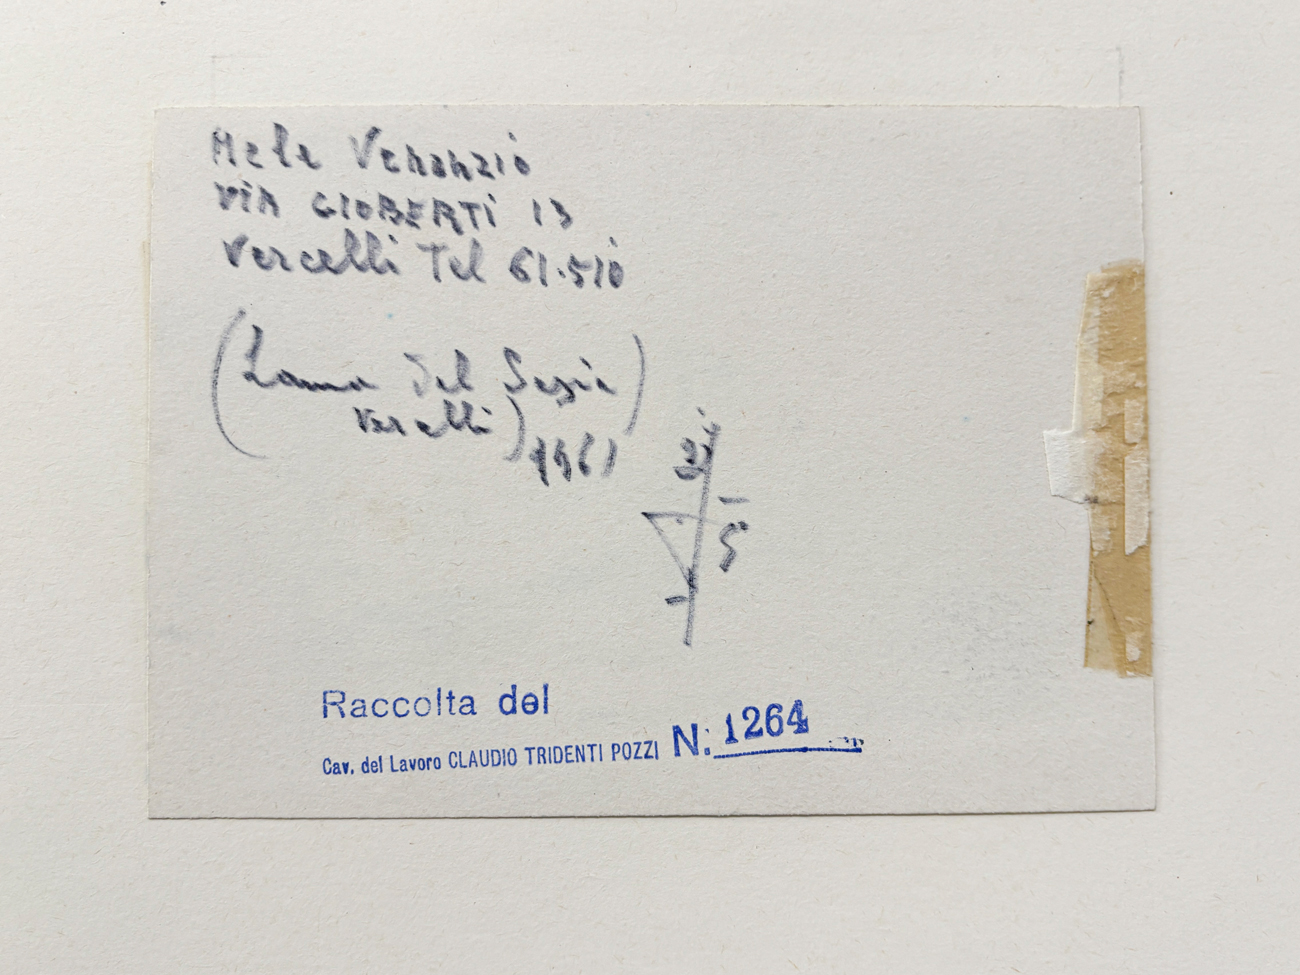 Mele Venanzio
VIA GIOBERTI 13
Vercelli Tel 61.510
(Lama Del Sesia)
Vercelli)
1961
Raccolta del
Cav. del Lavoro CLAUDIO TRIDENTI POZZI N: 1264